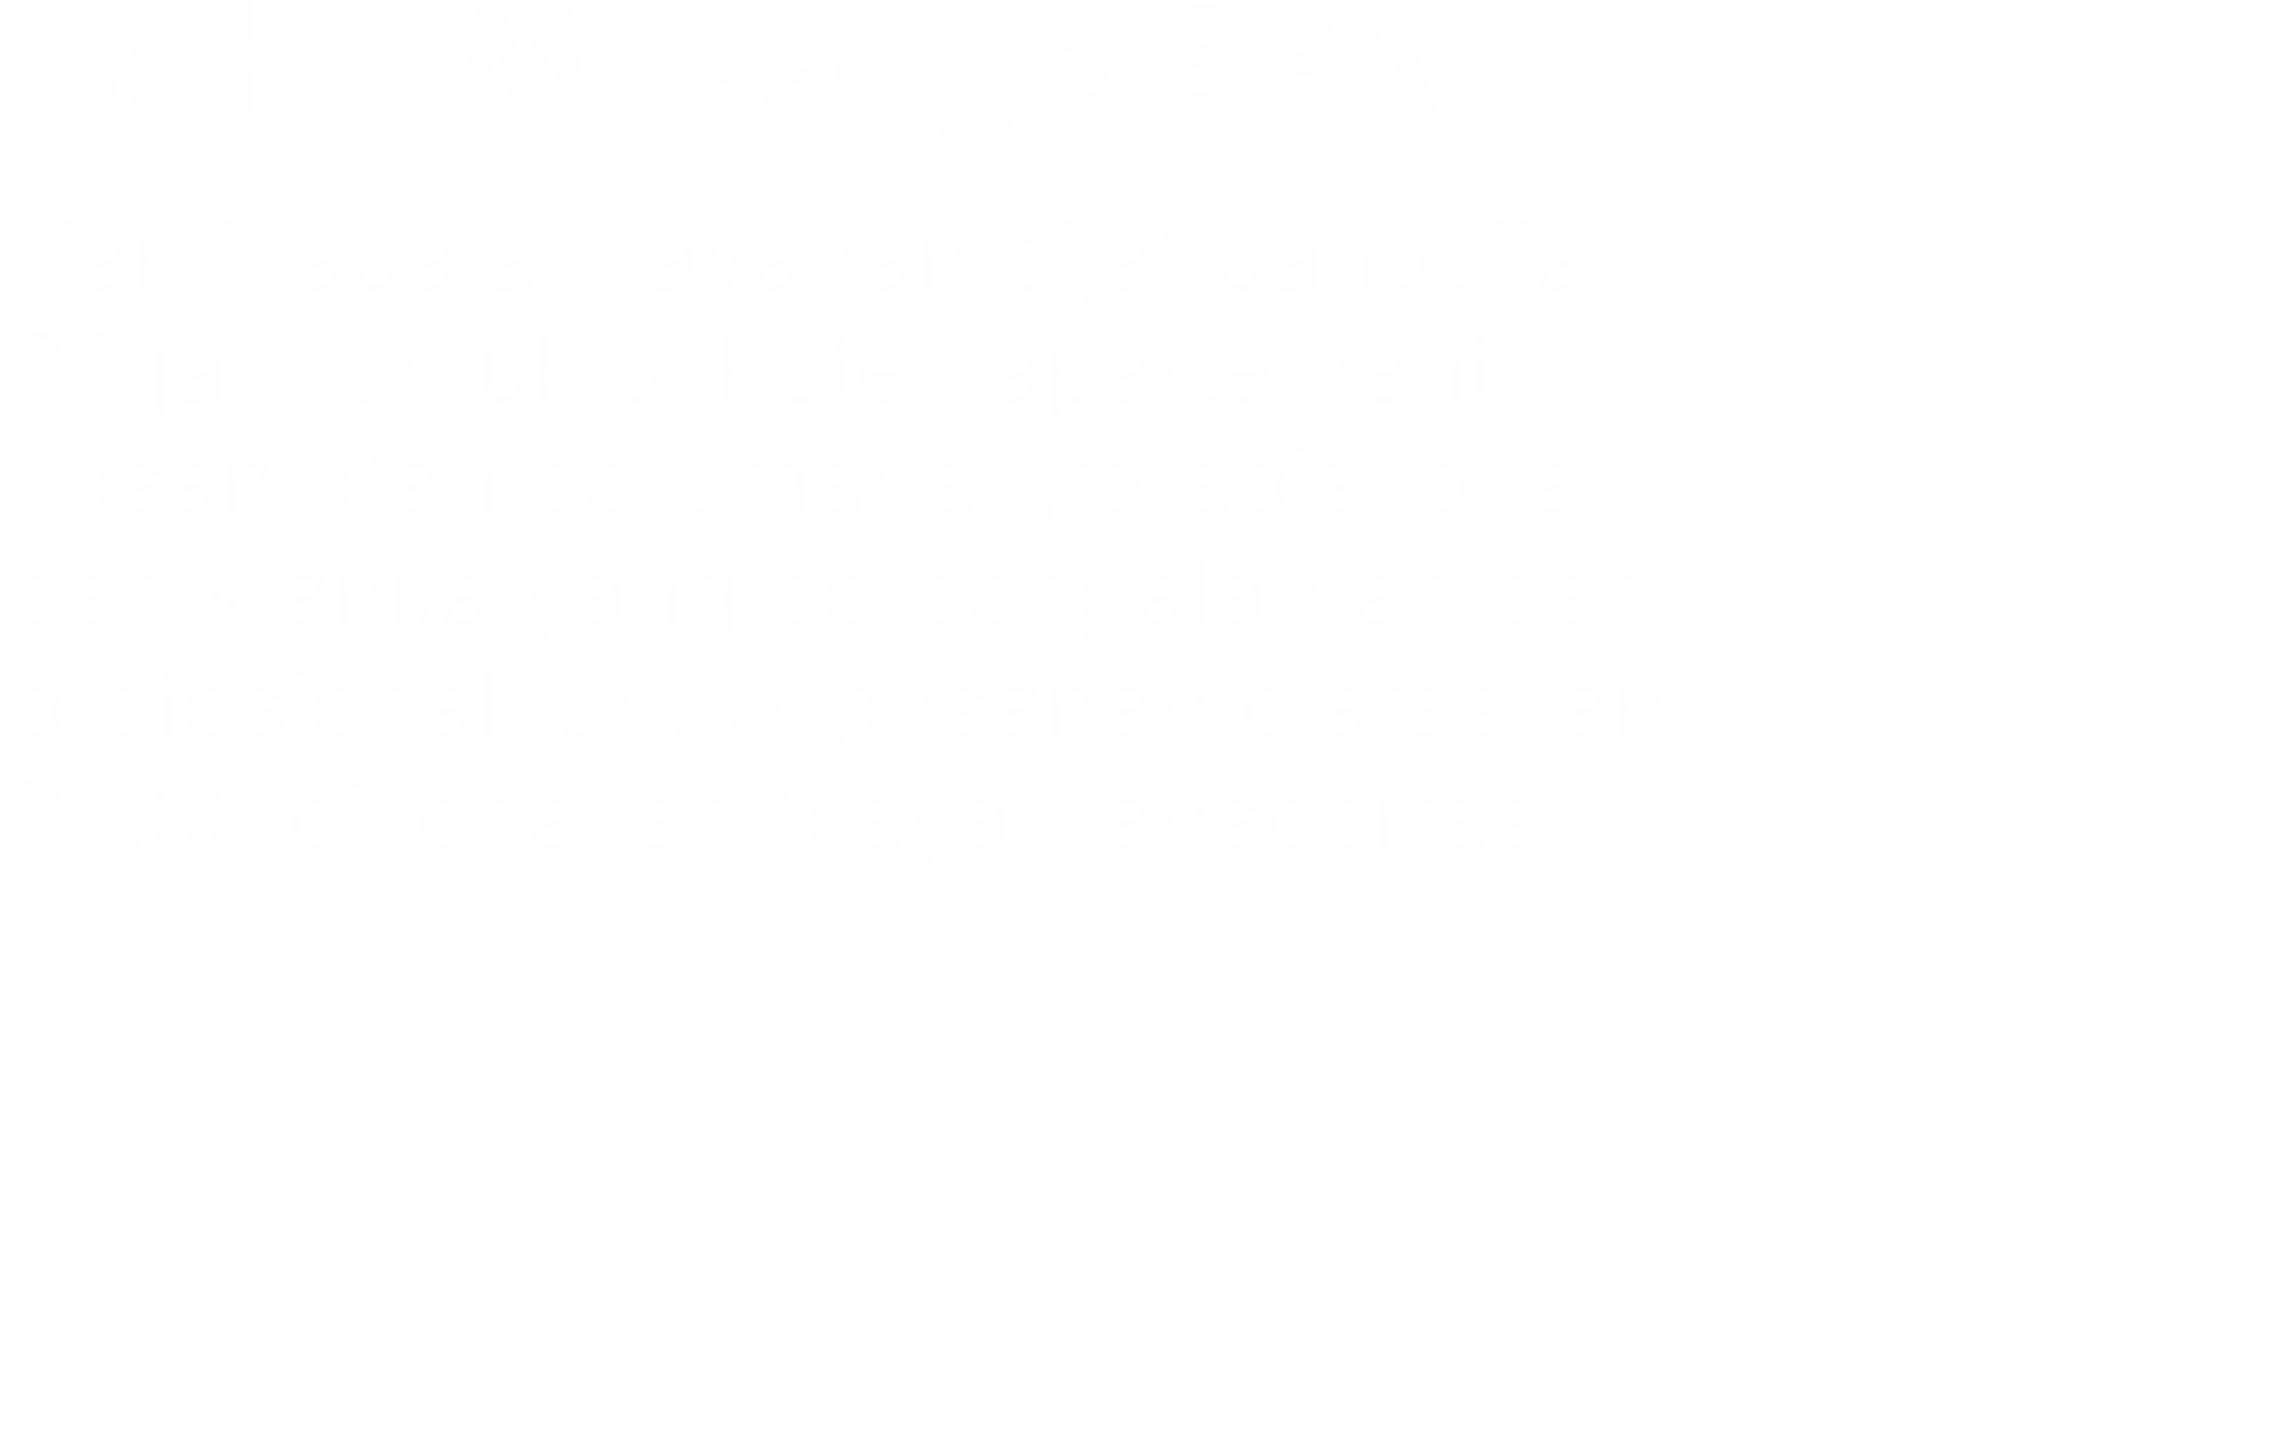 Isaha Massage SPA
Kami adalah layanan pijat panggilan
24 jam untuk di hotel, apartement,
kosan, dan perumahan,terapist pria
dan wanita yang berpengalaman dan
profesional, untuk pesanan diatas jam
21.00 dikenakan biaya transportasi